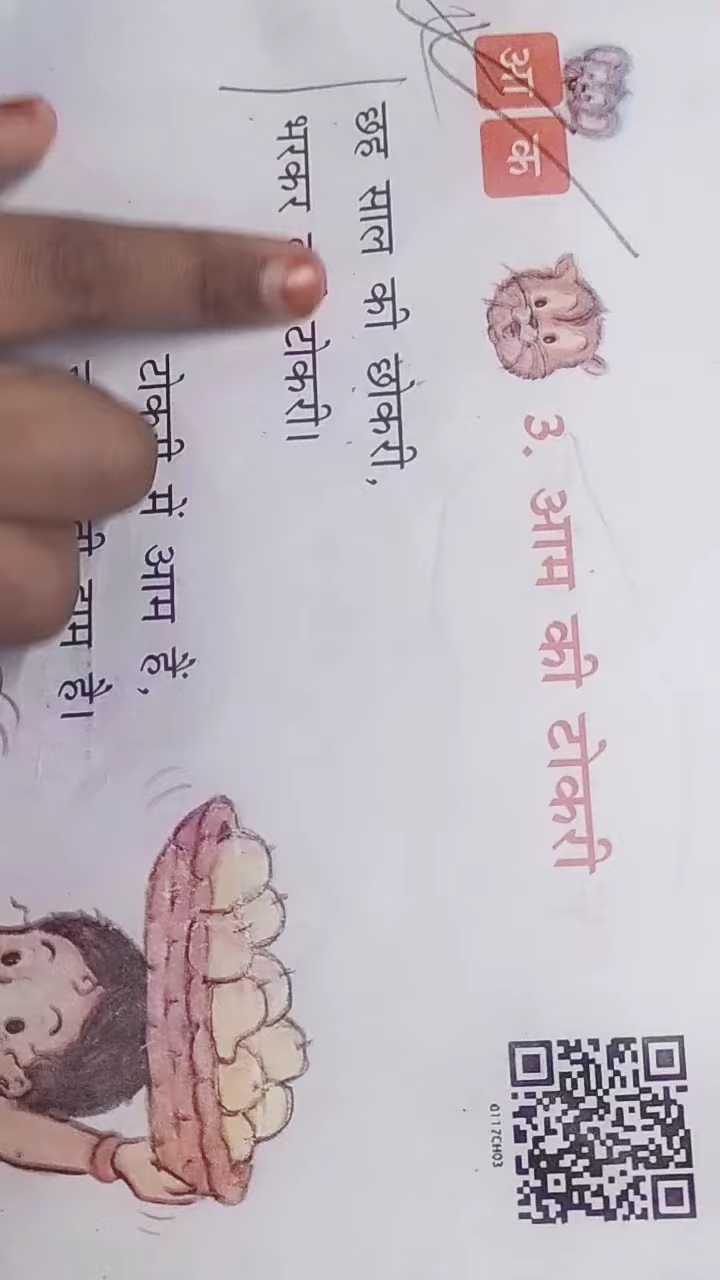 आ क
3. आम की टोकरी
छह साल की छोकरी,
भरकर टोकरी।
टोकरी में आम हैं,
दाम है।
0117CH03